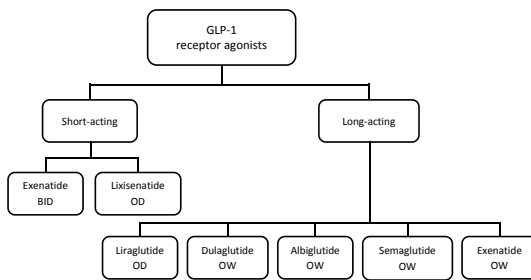 GLP-1
receptor agonists
Short-acting
Long-acting
Exenatide
BID
Lixisenatide
OD
Liraglutide
OD
Dulaglutide
OW
Albiglutide
OW
Semaglutide
OW
Exenatide
OW